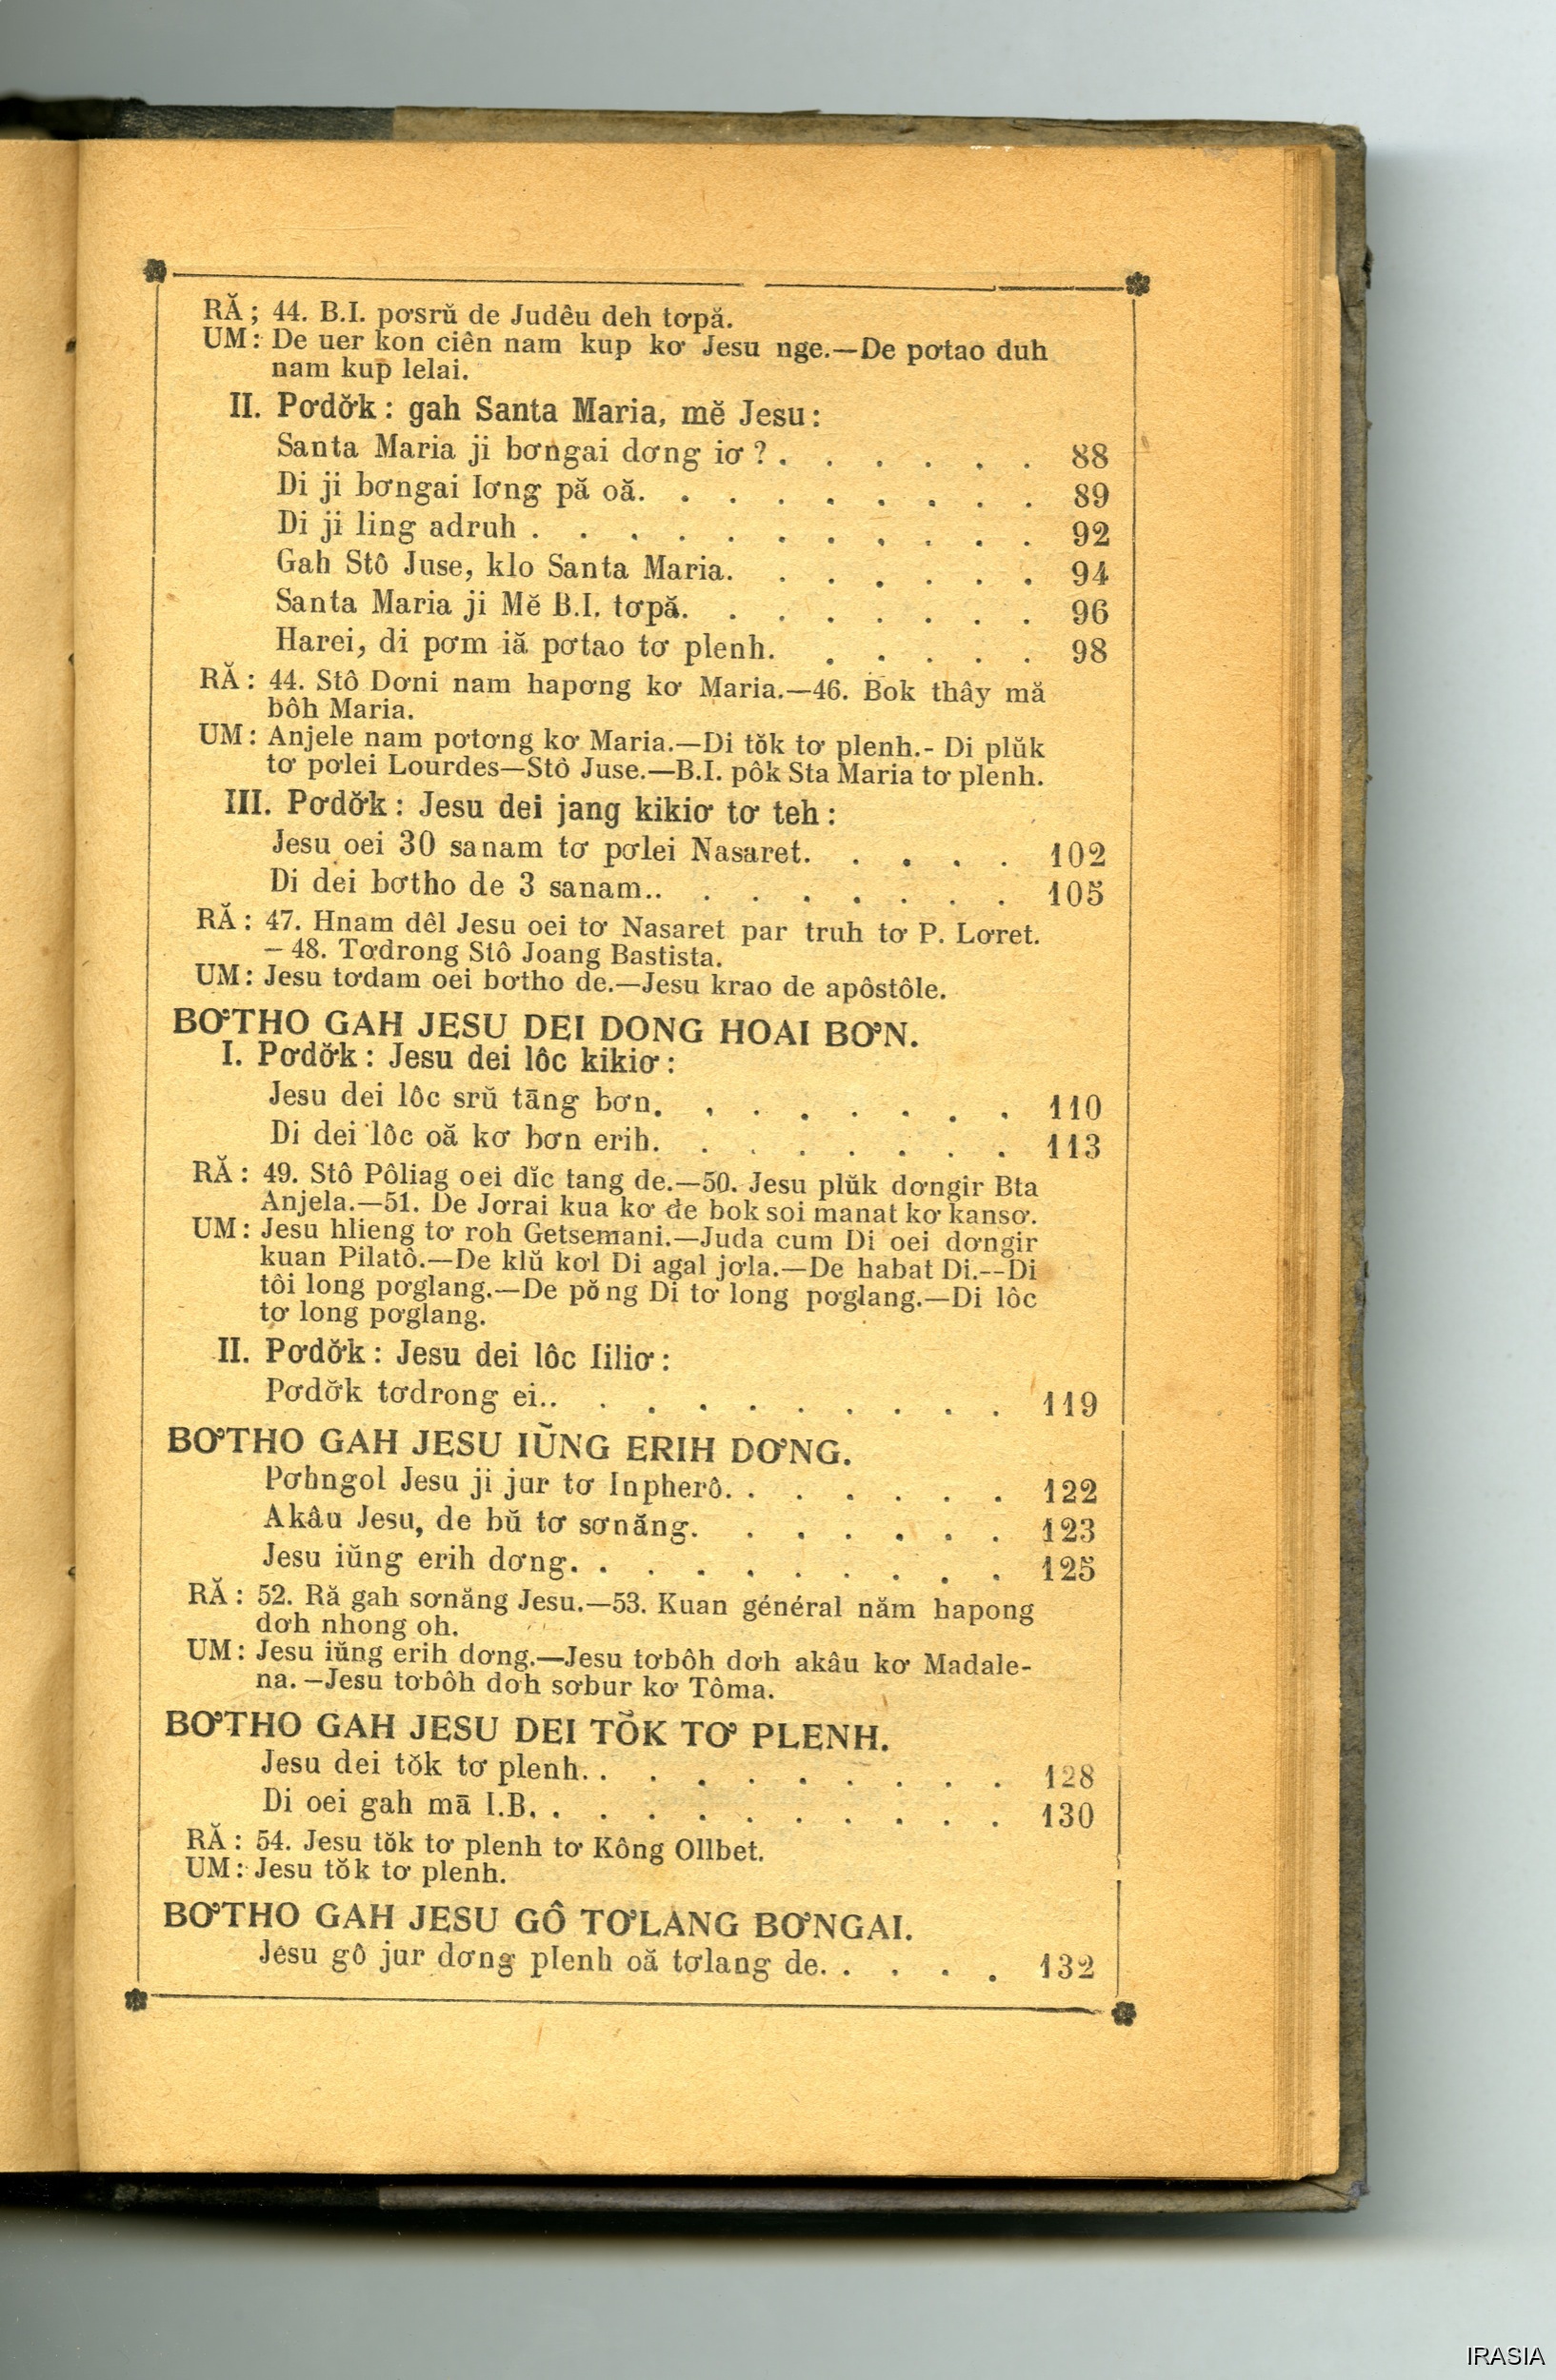 RĂ ; 44. B.I. pơsrŭ de Judêu deh tơpă.
UM : De uer kon ciên nam kup kơ Jesu nge.—De pơtao duh
nam kup lelai.
II. Pơdơ̆k : gah Santa Maria, mĕ Jesu :
Santa Maria ji bơngai dơng iơ ? . . . . . . 88
Di ji bơngai lơng pă oă. . . . . . . . . 89
Di ji ling adruh . . . . . . . . . . . 92
Gah Stô Juse, klo Santa Maria. . . . . . . 94
Santa Maria ji Mĕ B.I. tơpă. . . . . . . . 96
Harei, di pơm iă pơtao tơ plenh. . . . . . 98
RĂ : 44. Stô Dơni nam hapơng kơ Maria.—46. Bok thây mă
bôh Maria.
UM : Anjele nam pơtơng kơ Maria.—Di tŏk tơ plenh.- Di plŭk
tơ pơlei Lourdes—Stô Juse.—B.I. pôk Sta Maria tơ plenh.
III. Pơdơ̆k : Jesu dei jang kikiơ tơ teh :
Jesu oei 30 sanam tơ pơlei Nasaret. . . . . 102
Di dei bơtho de 3 sanam.. . . . . . . . 105
RĂ : 47. Hnam dêl Jesu oei tơ Nasaret par truh tơ P. Lơret.
– 48. Tơdrong Stô Joang Bastista.
UM : Jesu tơdam oei bơtho de.—Jesu krao de apôstôle.
BƠTHO GAH JESU DEI DONG HOAI BƠN.
I. Pơdơ̆k : Jesu dei lôc kikiơ :
Jesu dei lôc srŭ tāng bơn. . . . . . . . 110
Di dei lôc oă kơ bơn erih. . . . . . . . 113
RĂ : 49. Stô Pôliag oei dĭc tang de.—50. Jesu plŭk dơngir Bta
Anjela.—51. De Jơrai kua kơ de bok soi manat kơ kansơ.
UM : Jesu hlieng tơ roh Getsemani.—Juda cum Di oei dơngir
kuan Pilatô.—De klŭ kơl Di agal jơla.—De habat Di.--Di
tôi long pơglang.—De pŏng Di tơ long pơglang.—Di lôc
tơ long pơglang.
II. Pơdơ̆k : Jesu dei lôc liliơ :
Pơdơ̆k tơdrong ei.. . . . . . . . . . 119
BƠTHO GAH JESU IŬNG ERIH DƠNG.
Pơhngol Jesu ji jur tơ Inpherô. . . . . . . 122
Akâu Jesu, de bŭ tơ sơnăng. . . . . . . 123
Jesu iŭng erih dơng. . . . . . . . . . 125
RĂ : 52. Ră gah sơnăng Jesu.—53. Kuan général năm hapong
dơh nhong oh.
UM : Jesu iŭng erih dơng.—Jesu tơbôh dơh akâu kơ Madale-
na. —Jesu tơbôh dơh sơbur kơ Tôma.
BƠTHO GAH JESU DEI TŎK TƠ PLENH.
Jesu dei tŏk tơ plenh. . . . . . . . . . 128
Di oei gah mā I.B. . . . . . . . . . . 130
RĂ : 54. Jesu tŏk tơ plenh tơ Kông Ollbet.
UM : Jesu tŏk tơ plenh.
BƠTHO GAH JESU GÔ TƠLANG BƠNGAI.
Jesu gô jur dơng plenh oă tơlang de. . . . . 132
IRASIA